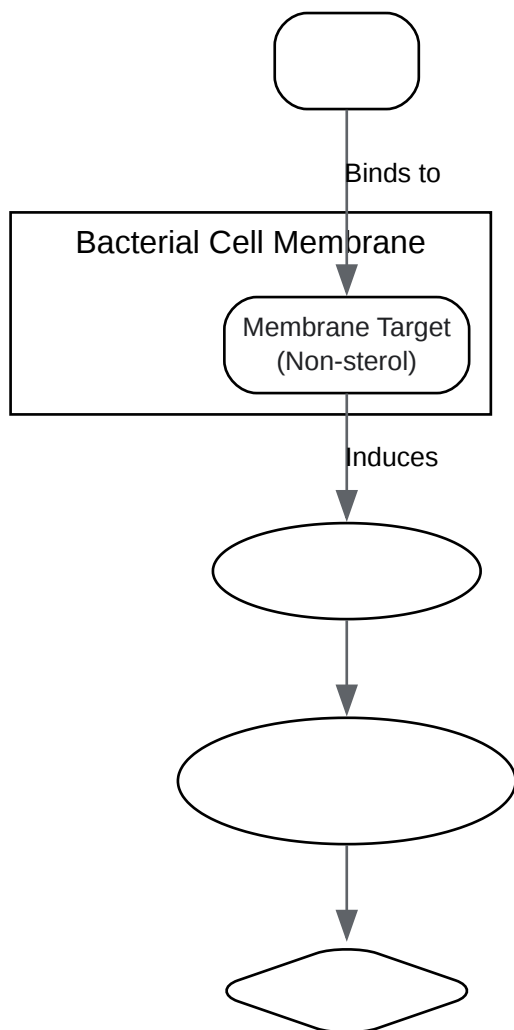 Binds to
Bacterial Cell Membrane
Membrane Target
(Non-sterol)
Induces